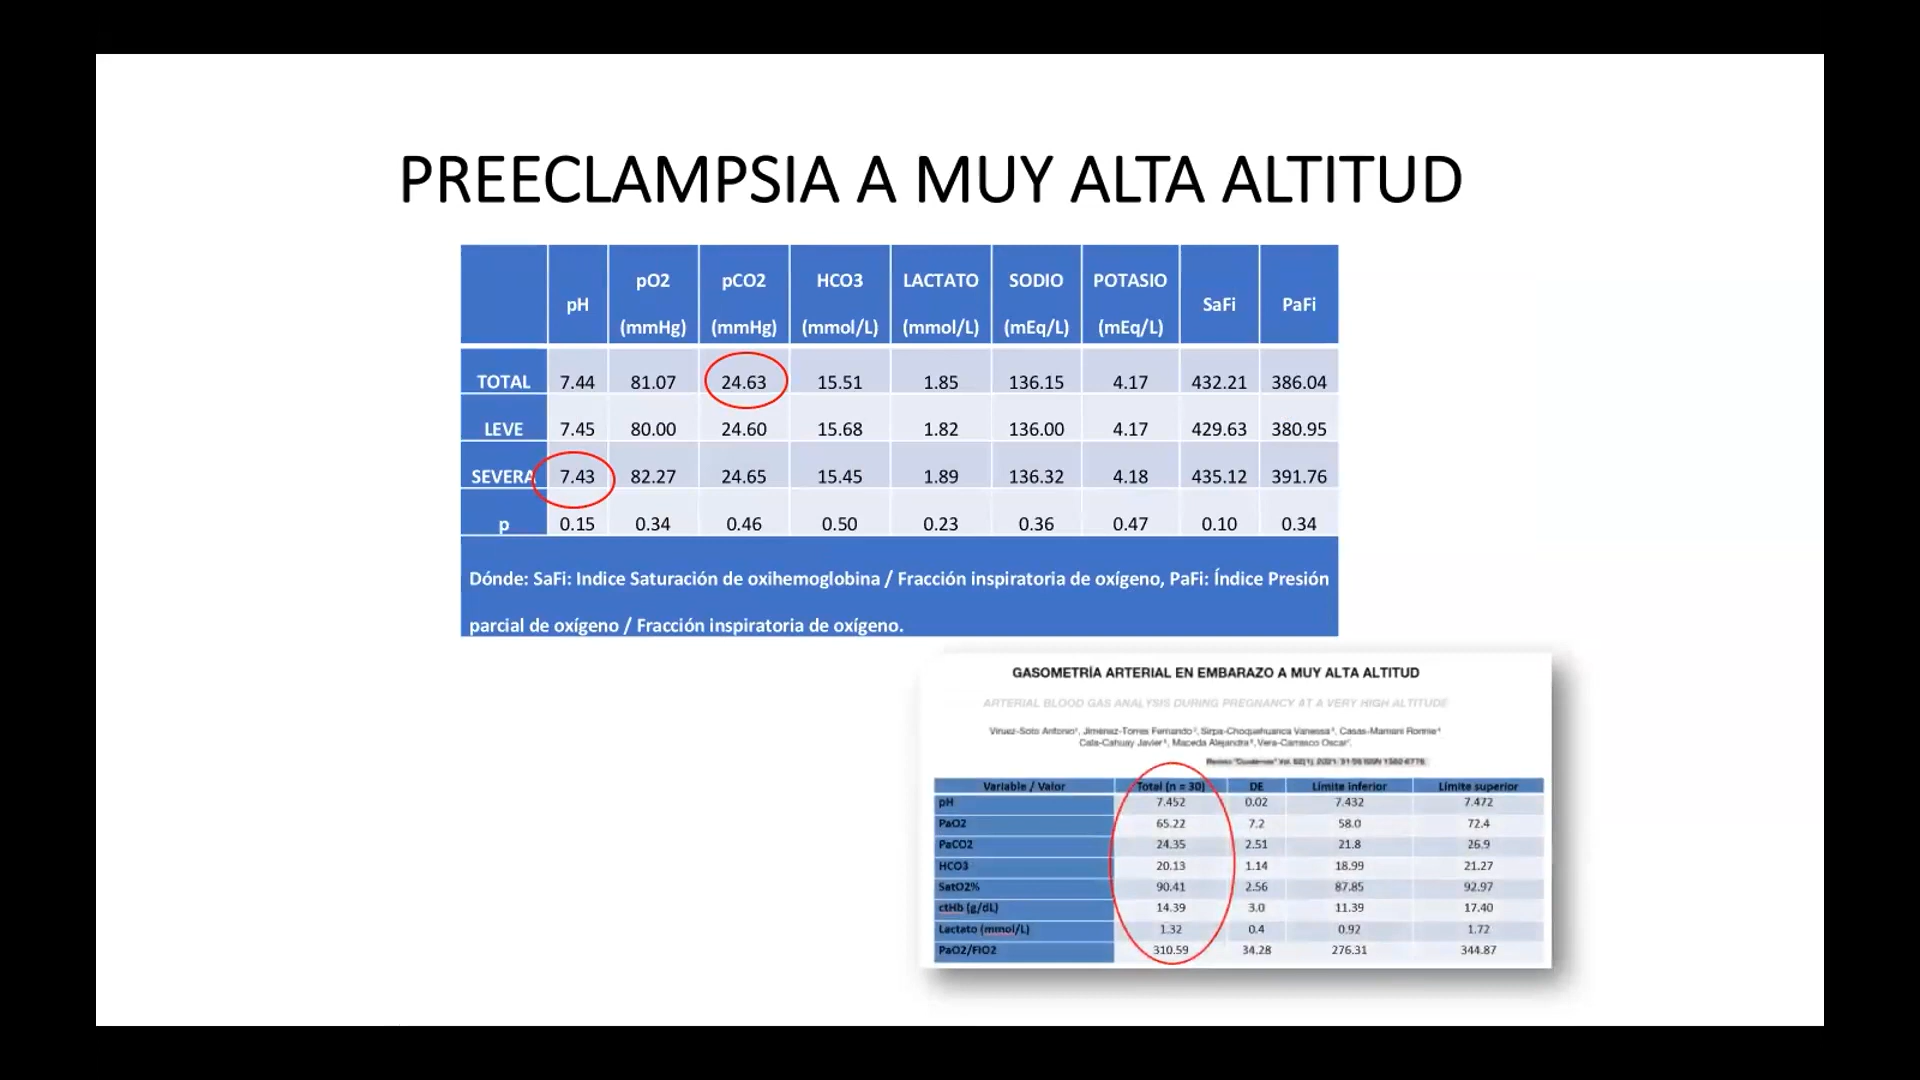 PREECLAMPSIA A MUY ALTA ALTITUD
pH pO2 (mmHg) pCO2 (mmHg) HCO3 (mmol/L) LACTATO (mmol/L) SODIO (mEq/L) POTASIO (mEq/L) SaFi PaFi
TOTAL 7.44 81.07 24.63 15.51 1.85 136.15 4.17 432.21 386.04
LEVE 7.45 80.00 24.60 15.68 1.82 136.00 4.17 429.63 380.95
SEVERA 7.43 82.27 24.65 15.45 1.89 136.32 4.18 435.12 391.76
p 0.15 0.34 0.46 0.50 0.23 0.36 0.47 0.10 0.34
Dónde: SaFi: Indice Saturación de oxihemoglobina / Fracción inspiratoria de oxígeno, PaFi: Índice Presión
parcial de oxígeno / Fracción inspiratoria de oxígeno.
GASOMETRÍA ARTERIAL EN EMBARAZO A MUY ALTA ALTITUD
ARTERIAL BLOOD GAS ANALYSIS DURING PREGNANCY AT A VERY HIGH ALTITUDE
Viruez-Soto Antonio¹, Jiménez-Torres Fernando², Sirpa-Choquehuanca Vanessa³, Casas-Mamani Ronnie⁴
Cala-Cahuay Javier⁵, Maceda Alejandra⁶, Vera-Carrasco Oscar⁷.
Variable / Valor Total (n = 30) DE Límite inferior Límite superior
pH 7.452 0.02 7.432 7.472
PaO2 65.22 7.2 58.0 72.4
PaCO2 24.35 2.51 21.8 26.9
HCO3 20.13 1.14 18.99 21.27
SatO2% 90.41 2.56 87.85 92.97
ctHb (g/dL) 14.39 3.0 11.39 17.40
Lactato (mmol/L) 1.32 0.4 0.92 1.72
PaO2/FIO2 310.59 34.28 276.31 344.87